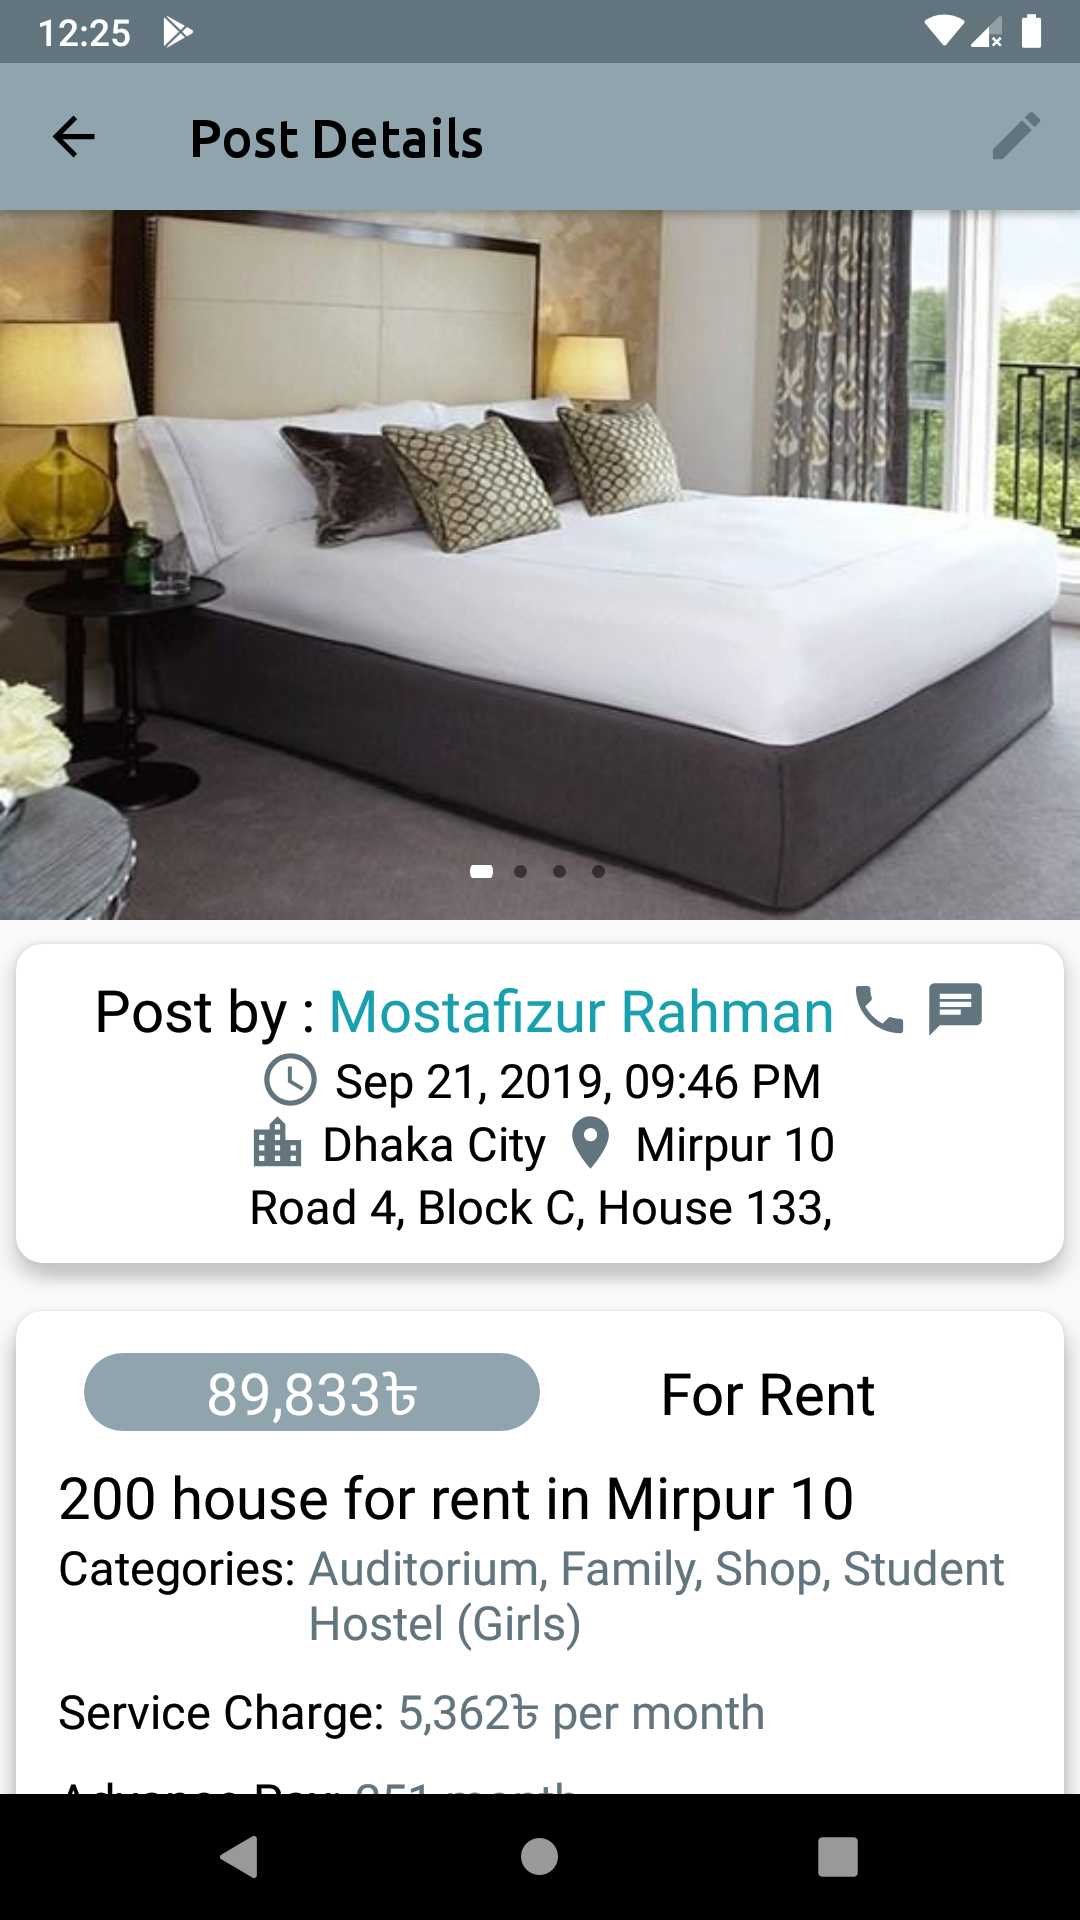 12:25
Post Details
Post by : Mostafizur Rahman
Sep 21, 2019, 09:46 PM
Dhaka City Mirpur 10
Road 4, Block C, House 133,
89,833৳ For Rent
200 house for rent in Mirpur 10
Categories: Auditorium, Family, Shop, Student
Hostel (Girls)
Service Charge: 5,362৳ per month